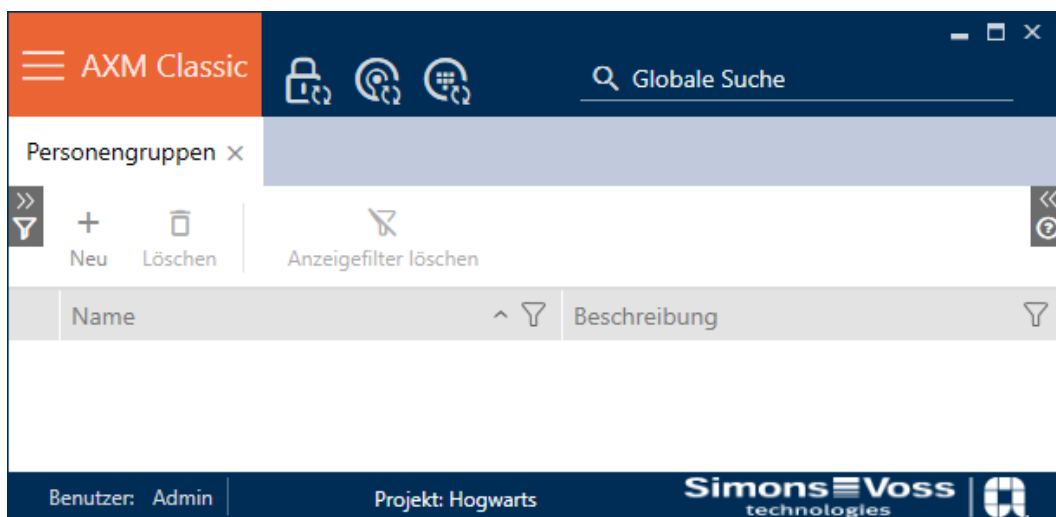 AXM Classic
Globale Suche
Personengruppen
Neu Löschen Anzeigefilter löschen
Name Beschreibung
Benutzer: Admin Projekt: Hogwarts SimonsVoss
technologies